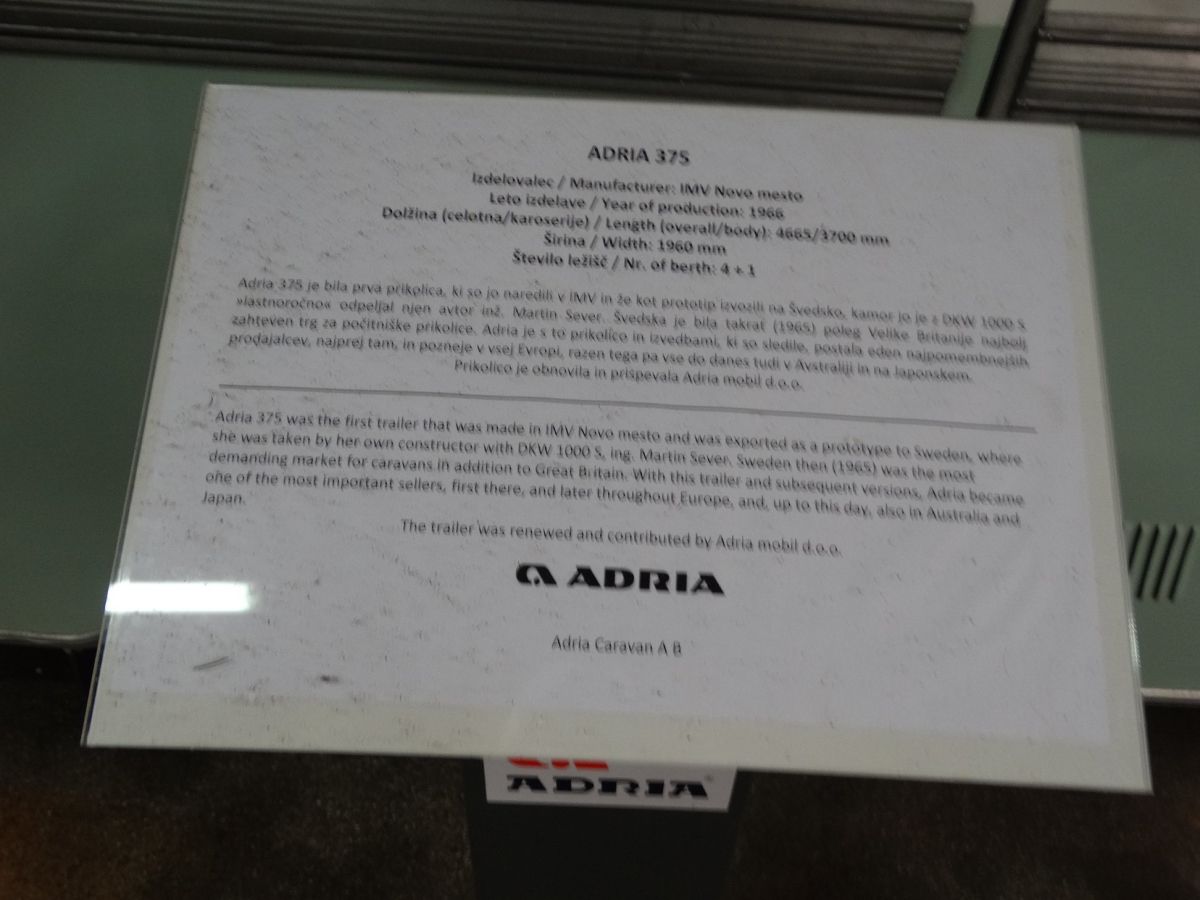 ADRIA 375
Izdelovalec / Manufacturer: IMV Novo mesto
Leto izdelave / Year of production: 1966
Dolžina (celotna/karoserije) / Length (overall/body): 4665/3700 mm
Širina / Width: 1960 mm
Število ležišč / Nr. of berth: 4 + 1
Adria 375 je bila prva prikolica, ki so jo naredili v IMV in že kot prototip izvozili na Švedsko, kamor jo je z DKW 1000 S
»lastnoročno« odpeljal njen avtor inž. Martin Sever. Švedska je bila takrat (1965) poleg Velike Britanije najbolj
zahteven trg za počitniške prikolice. Adria je s to prikolico in izvedbami, ki so sledile, postala eden najpomembnejših
prodajalcev, najprej tam, in pozneje v vsej Evropi, razen tega pa vse do danes tudi v Avstraliji in na Japonskem.
Prikolico je obnovila in prispevala Adria mobil d.o.o.
Adria 375 was the first trailer that was made in IMV Novo mesto and was exported as a prototype to Sweden, where
she was taken by her own constructor with DKW 1000 S, ing. Martin Sever. Sweden then (1965) was the most
demanding market for caravans in addition to Great Britain. With this trailer and subsequent versions, Adria became
one of the most important sellers, first there, and later throughout Europe, and, up to this day, also in Australia and
Japan.
The trailer was renewed and contributed by Adria mobil d.o.o.
ADRIA
Adria Caravan A B
ADRIA